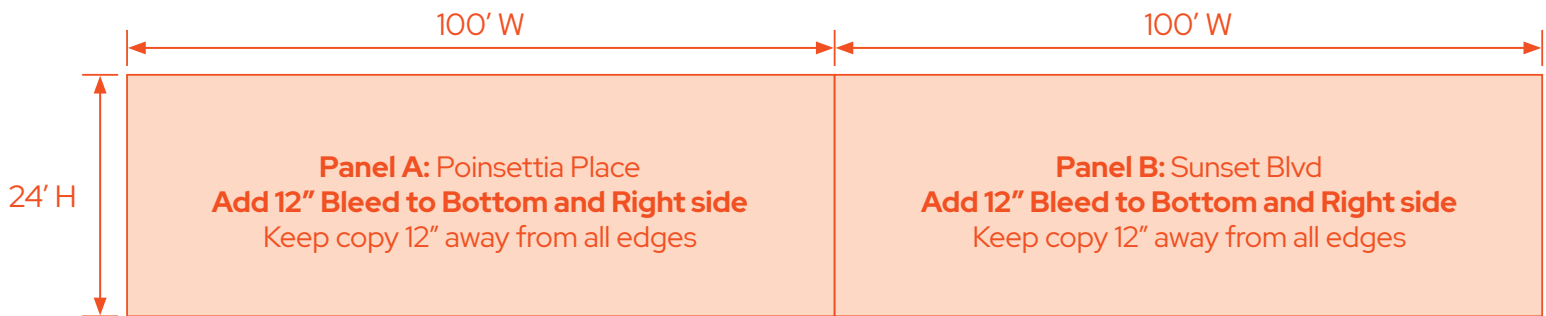 100′ W
100′ W
24′ H
Panel A: Poinsettia Place
Add 12″ Bleed to Bottom and Right side
Keep copy 12″ away from all edges
Panel B: Sunset Blvd
Add 12″ Bleed to Bottom and Right side
Keep copy 12″ away from all edges